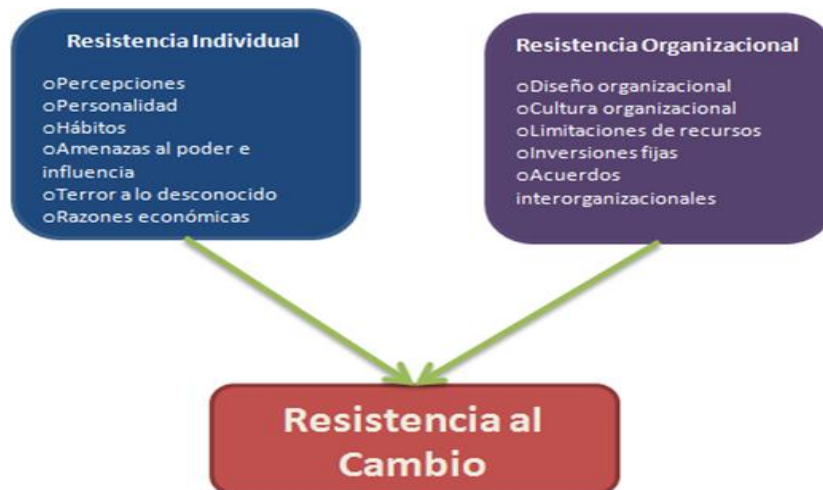 Resistencia Individual
oPercepciones
oPersonalidad
oHábitos
oAmenazas al poder e
influencia
oTerror a lo desconocido
oRazones económicas
Resistencia Organizacional
oDiseño organizacional
oCultura organizacional
oLimitaciones de recursos
oInversiones fijas
oAcuerdos
interorganizacionales
Resistencia al
Cambio